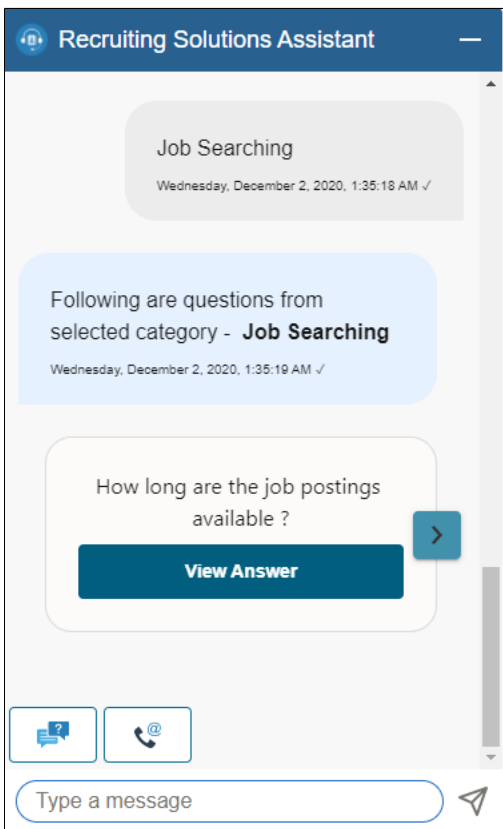 Recruiting Solutions Assistant
Job Searching
Wednesday, December 2, 2020, 1:35:18 AM ✓
Following are questions from
selected category - Job Searching
Wednesday, December 2, 2020, 1:35:19 AM ✓
How long are the job postings
available ?
View Answer
?
@
Type a message